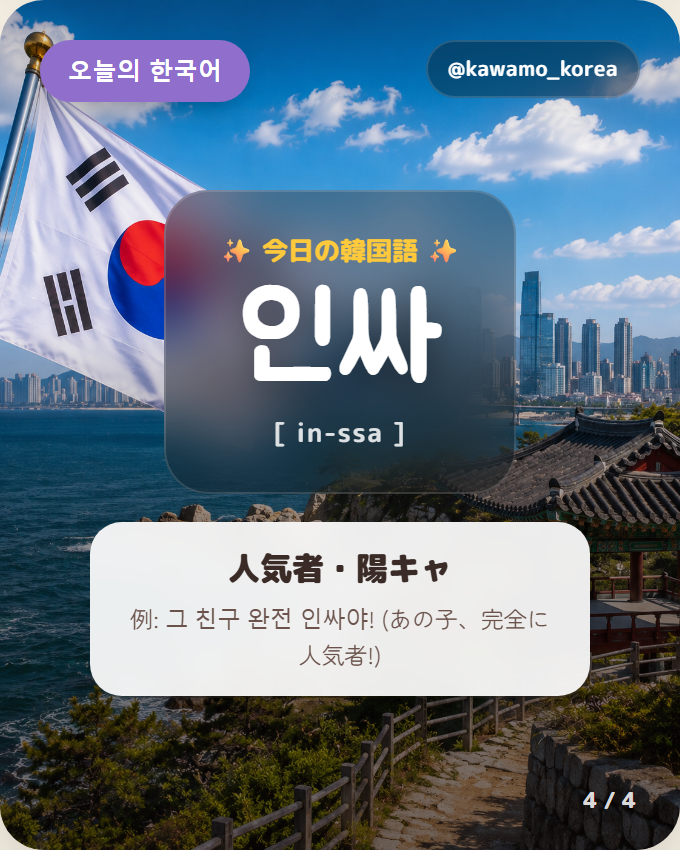 오늘의 한국어
@kawamo_korea
✨ 今日の韓国語 ✨
인싸
[ in-ssa ]
人気者・陽キャ
例: 그 친구 완전 인싸야! (あの子、完全に
人気者!)
4 / 4